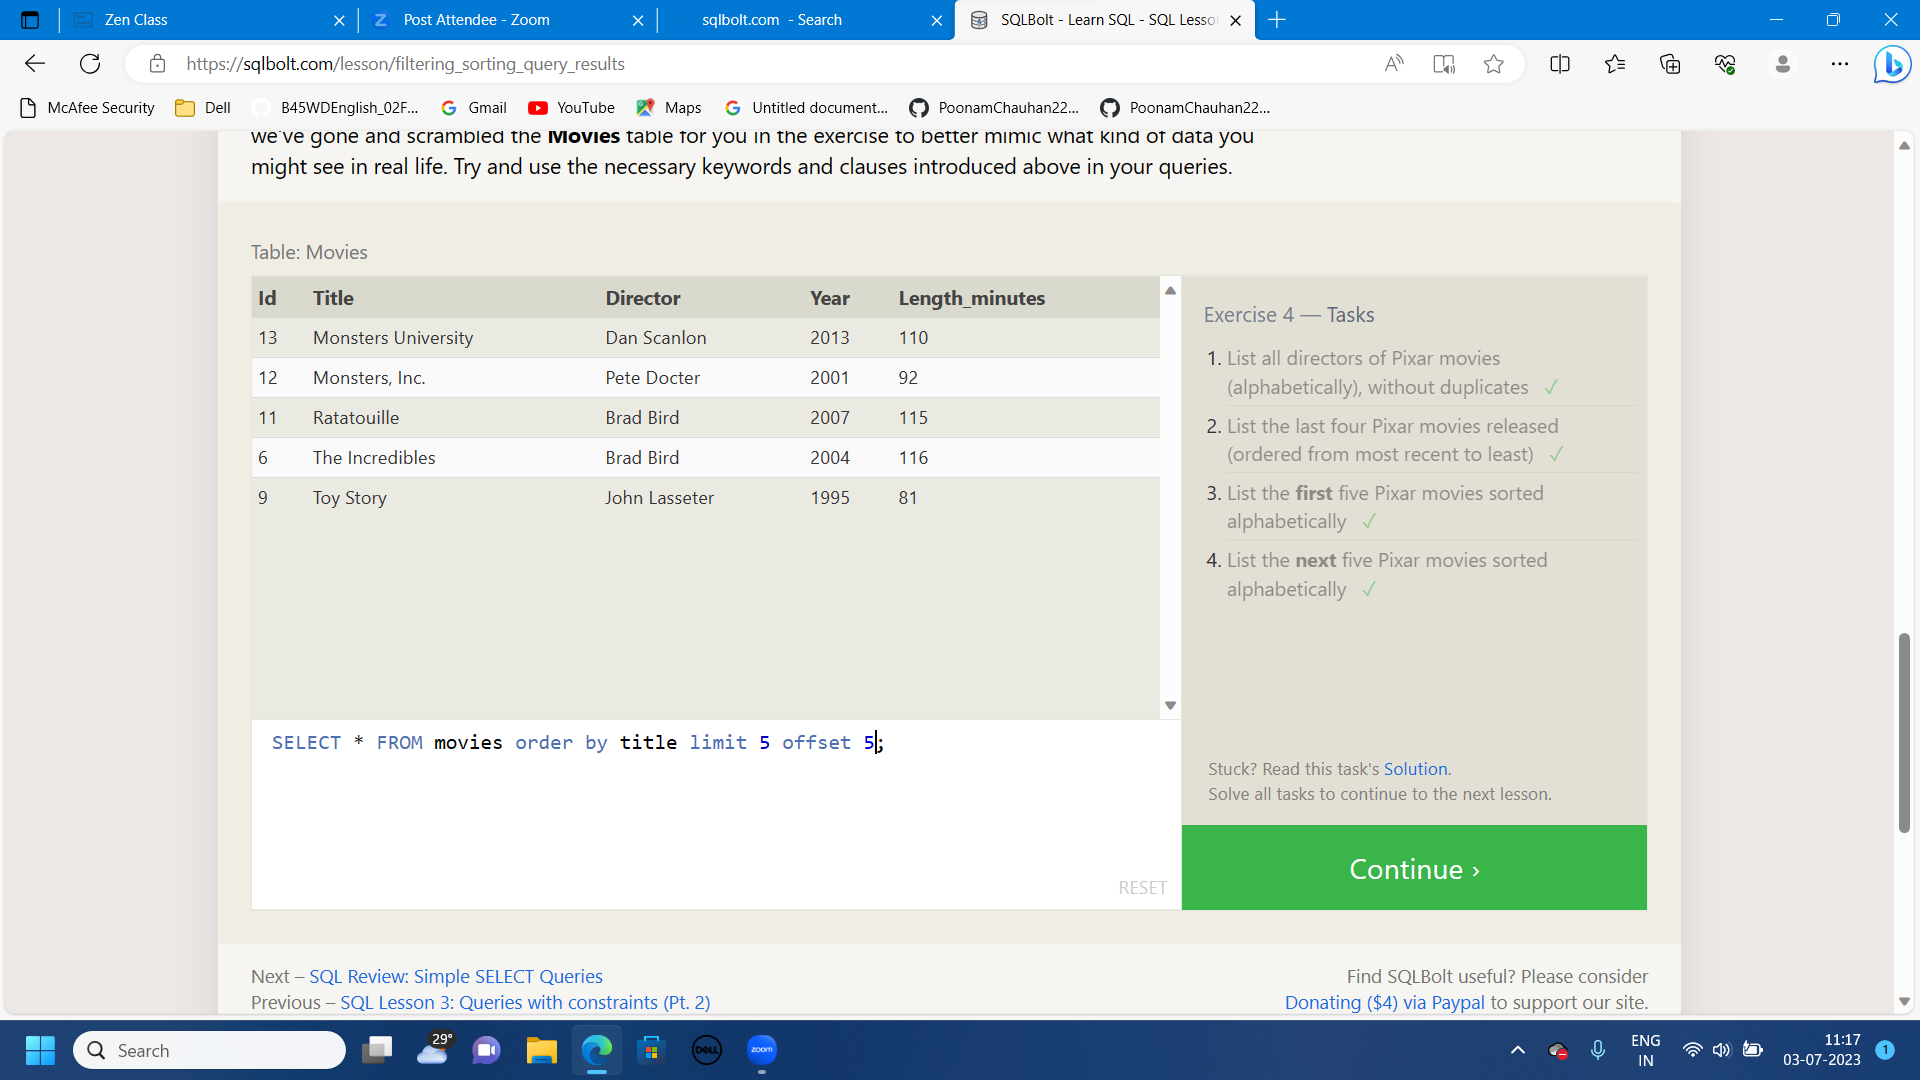 Zen Class
Post Attendee - Zoom
sqlbolt.com - Search
SQLBolt - Learn SQL - SQL Lesso
https://sqlbolt.com/lesson/filtering_sorting_query_results
McAfee Security
Dell
B45WDEnglish_02F...
Gmail
YouTube
Maps
Untitled document...
PoonamChauhan22...
PoonamChauhan22...
we've gone and scrambled the Movies table for you in the exercise to better mimic what kind of data you
might see in real life. Try and use the necessary keywords and clauses introduced above in your queries.
Table: Movies
Id Title Director Year Length_minutes
13 Monsters University Dan Scanlon 2013 110
12 Monsters, Inc. Pete Docter 2001 92
11 Ratatouille Brad Bird 2007 115
6 The Incredibles Brad Bird 2004 116
9 Toy Story John Lasseter 1995 81
SELECT * FROM movies order by title limit 5 offset 5;
RESET
Exercise 4 — Tasks
1. List all directors of Pixar movies
(alphabetically), without duplicates ✓
2. List the last four Pixar movies released
(ordered from most recent to least) ✓
3. List the first five Pixar movies sorted
alphabetically ✓
4. List the next five Pixar movies sorted
alphabetically ✓
Stuck? Read this task's Solution.
Solve all tasks to continue to the next lesson.
Continue ›
Next – SQL Review: Simple SELECT Queries
Previous – SQL Lesson 3: Queries with constraints (Pt. 2)
Find SQLBolt useful? Please consider
Donating ($4) via Paypal to support our site.
Search
29°
DELL
zoom
ENG
IN
11:17
03-07-2023
1